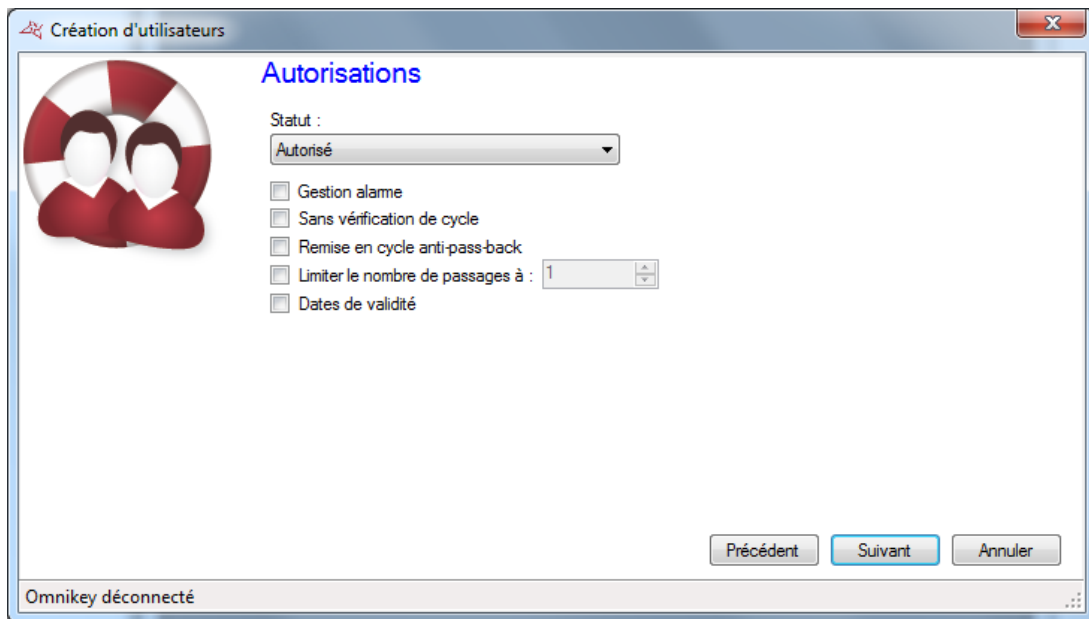 Création d'utilisateurs
x
Autorisations
Statut :
Autorisé
Gestion alarme
Sans vérification de cycle
Remise en cycle anti-pass-back
Limiter le nombre de passages à : 1
Dates de validité
Précédent Suivant Annuler
Omnikey déconnecté